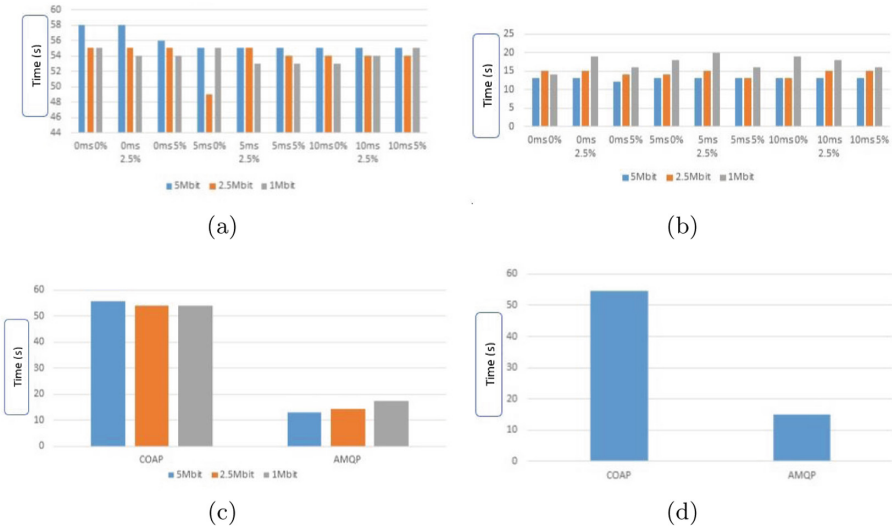 60
58
56
54
52
50
48
46
44
Time (s)
0ms 0% 0ms 2.5% 0ms 5% 5ms 0% 5ms 2.5% 5ms 5% 10ms 0% 10ms 2.5% 10ms 5%
5Mbit 2.5Mbit 1Mbit
(a)
25
20
15
10
5
0
Time (s)
0ms 0% 0ms 2.5% 0ms 5% 5ms 0% 5ms 2.5% 5ms 5% 10ms 0% 10ms 2.5% 10ms 5%
5Mbit 2.5Mbit 1Mbit
(b)
60
50
40
30
20
10
0
Time (s)
COAP AMQP
5Mbit 2.5Mbit 1Mbit
(c)
60
50
40
30
20
10
0
Time (s)
COAP AMQP
(d)